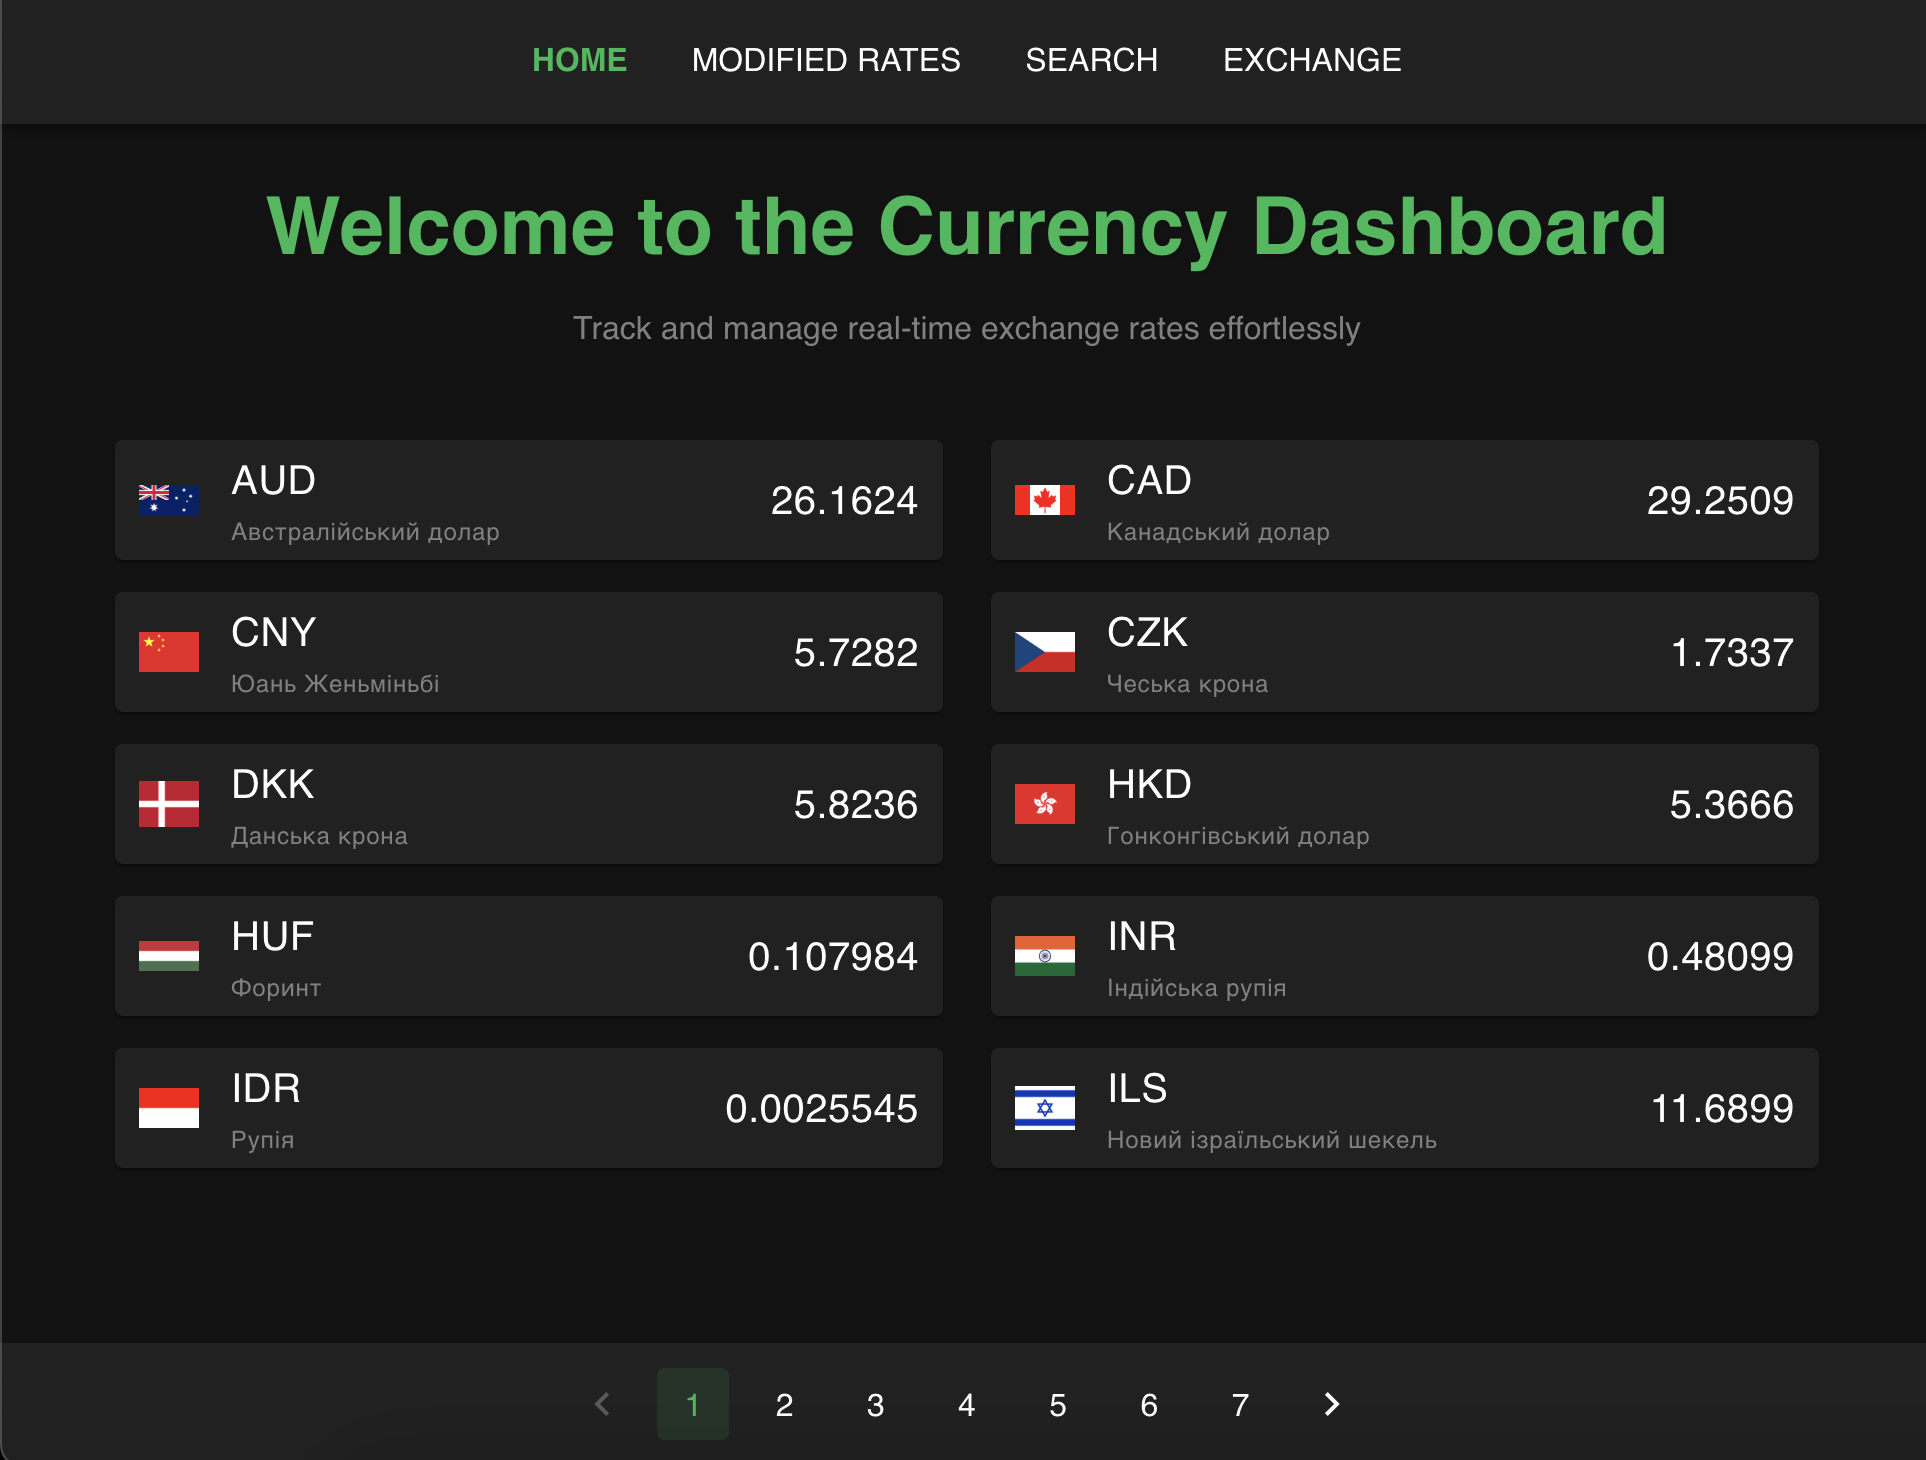 HOME MODIFIED RATES SEARCH EXCHANGE
Welcome to the Currency Dashboard
Track and manage real-time exchange rates effortlessly
AUD
Австралійський долар
26.1624
CAD
Канадський долар
29.2509
CNY
Юань Женьміньбі
5.7282
CZK
Чеська крона
1.7337
DKK
Данська крона
5.8236
HKD
Гонконгівський долар
5.3666
HUF
Форинт
0.107984
INR
Індійська рупія
0.48099
IDR
Рупія
0.0025545
ILS
Новий ізраїльський шекель
11.6899
1 2 3 4 5 6 7